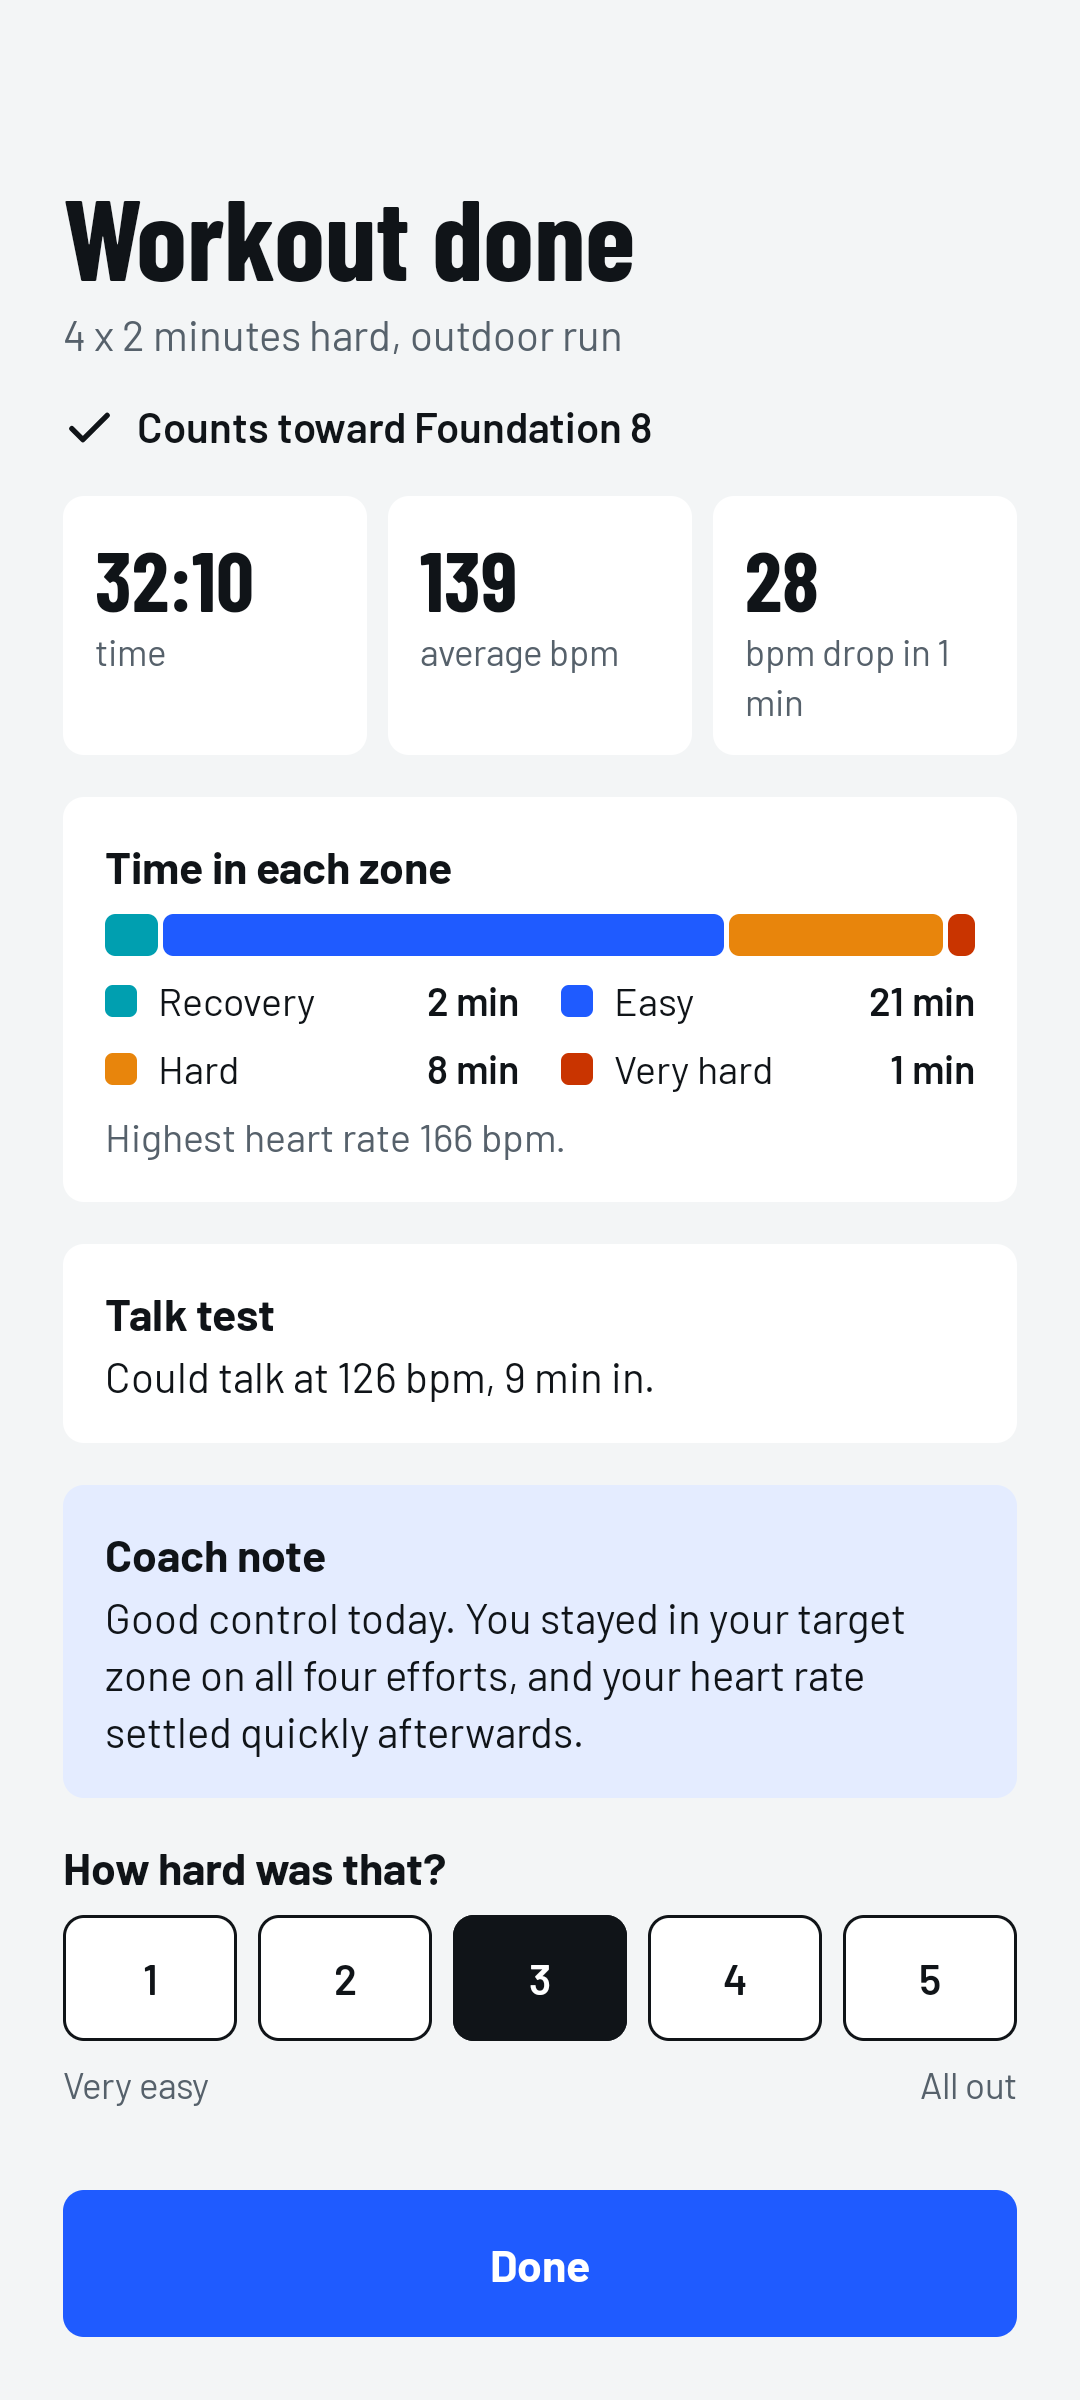 Workout done
4 x 2 minutes hard, outdoor run
Counts toward Foundation 8
32:10
time
139
average bpm
28
bpm drop in 1
min
Time in each zone
Recovery 2 min
Easy 21 min
Hard 8 min
Very hard 1 min
Highest heart rate 166 bpm.
Talk test
Could talk at 126 bpm, 9 min in.
Coach note
Good control today. You stayed in your target
zone on all four efforts, and your heart rate
settled quickly afterwards.
How hard was that?
1 2 3 4 5
Very easy All out
Done